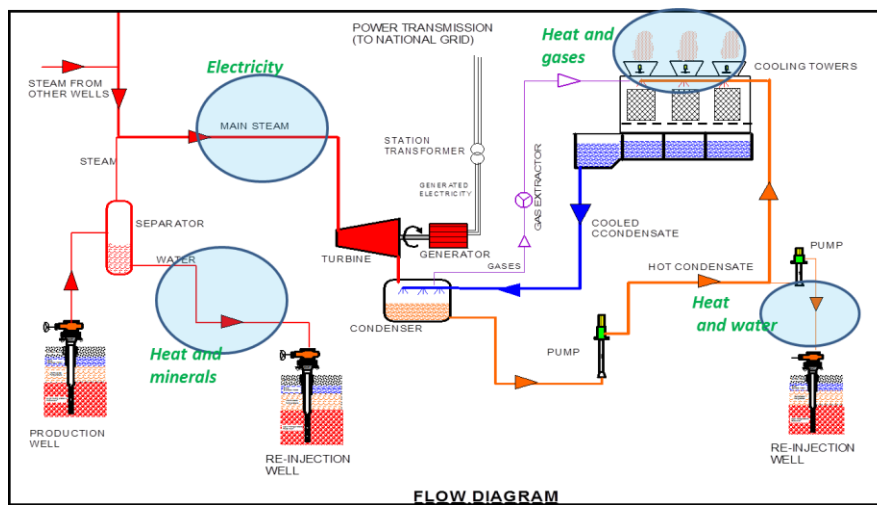 POWER TRANSMISSION
(TO NATIONAL GRID)
Heat and
gases
COOLING TOWERS
Electricity
STEAM FROM
OTHER WELLS
MAIN STEAM
STEAM
STATION
TRANSFORMER
GENERATED
ELECTRICITY
GAS EXTRACTOR
SEPARATOR
WATER
TURBINE
GENERATOR
GASES
COOLED
CCONDENSATE
PUMP
HOT CONDENSATE
CONDENSER
Heat
and water
Heat and
minerals
PUMP
PRODUCTION
WELL
RE-INJECTION
WELL
RE-INJECTION
WELL
FLOW DIAGRAM